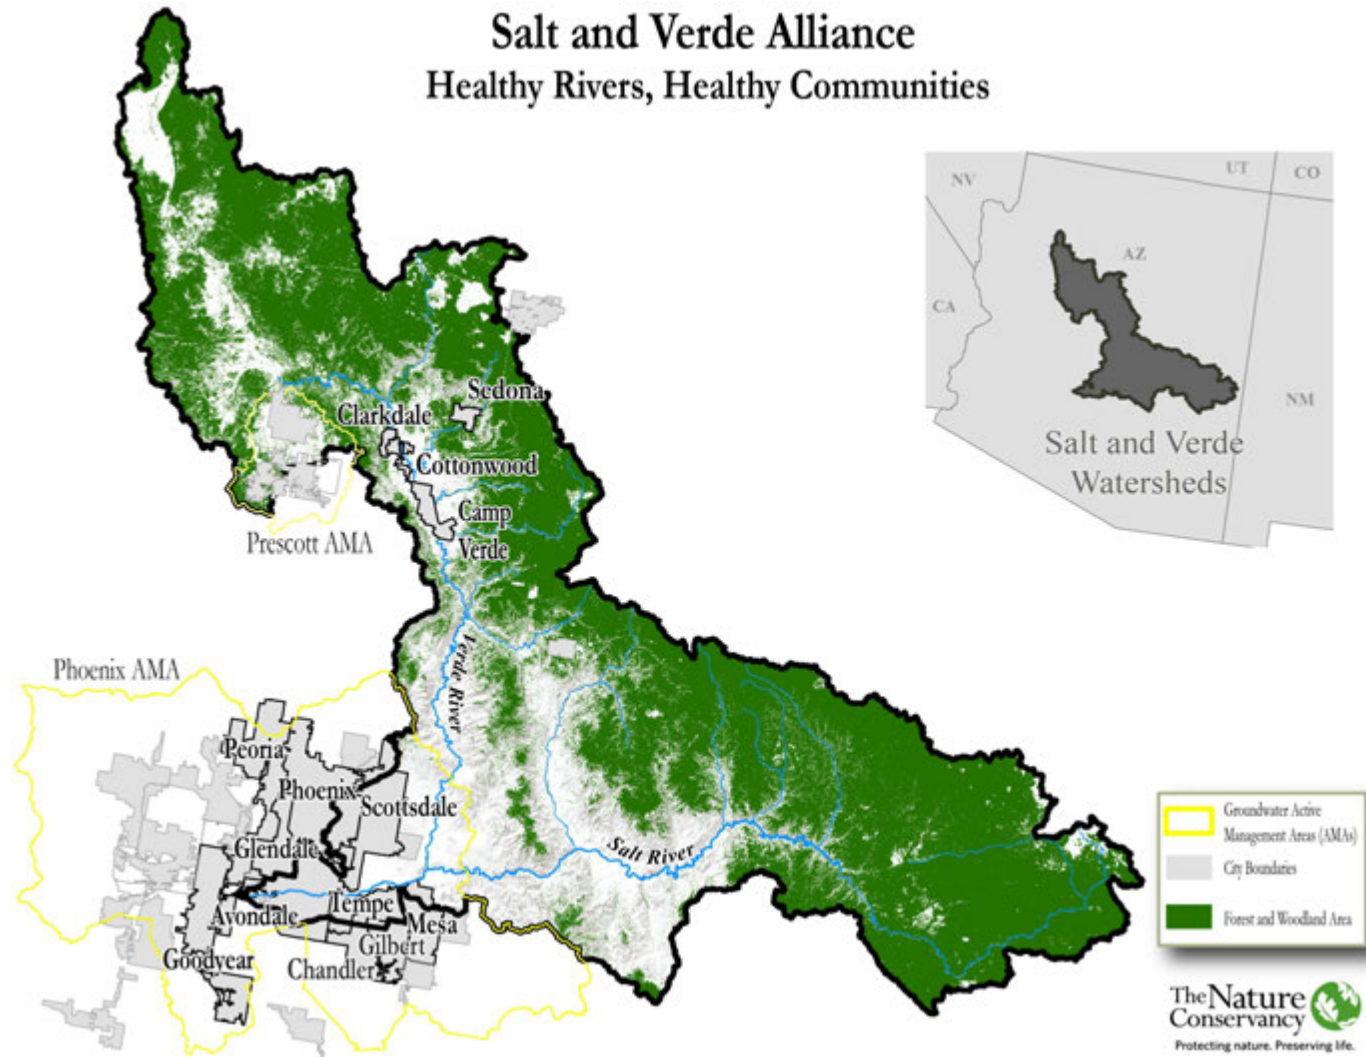 Salt and Verde Alliance
Healthy Rivers, Healthy Communities
NV
UT
CO
AZ
CA
NM
Salt and Verde
Watersheds
Sedona
Clarkdale
Cottonwood
Camp
Verde
Prescott AMA
Verde River
Phoenix AMA
Peoria
Phoenix
Scottsdale
Glendale
Salt River
Tempe
Avondale
Mesa
Gilbert
Goodyear
Chandler
Groundwater Active
Management Areas (AMAs)
City Boundaries
Forest and Woodland Area
The Nature
Conservancy
Protecting nature. Preserving life.